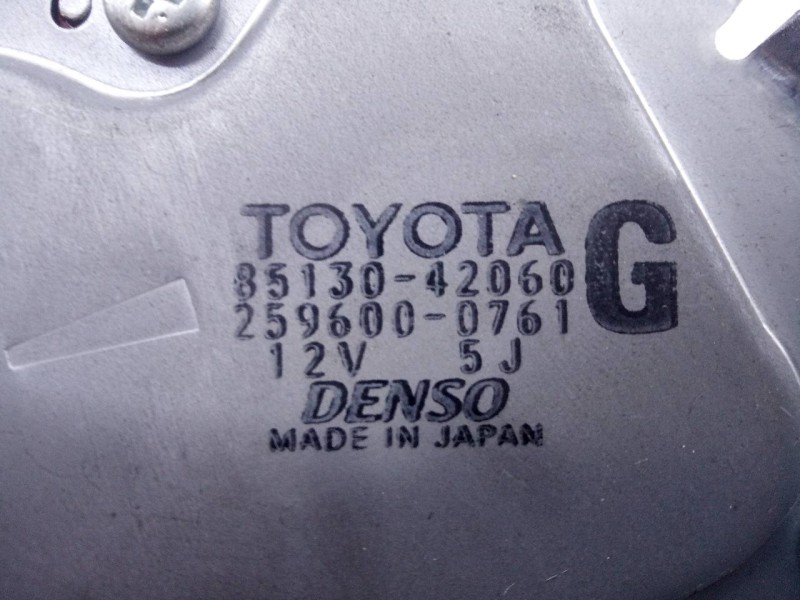 TOYOTA
85130-42060 G
259600-0761
12V 5J
DENSO
MADE IN JAPAN